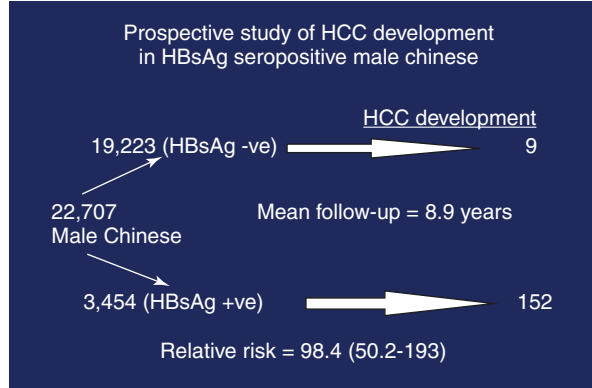 Prospective study of HCC development
in HBsAg seropositive male chinese
HCC development
19,223 (HBsAg -ve) 9
22,707 Mean follow-up = 8.9 years
Male Chinese
3,454 (HBsAg +ve) 152
Relative risk = 98.4 (50.2-193)